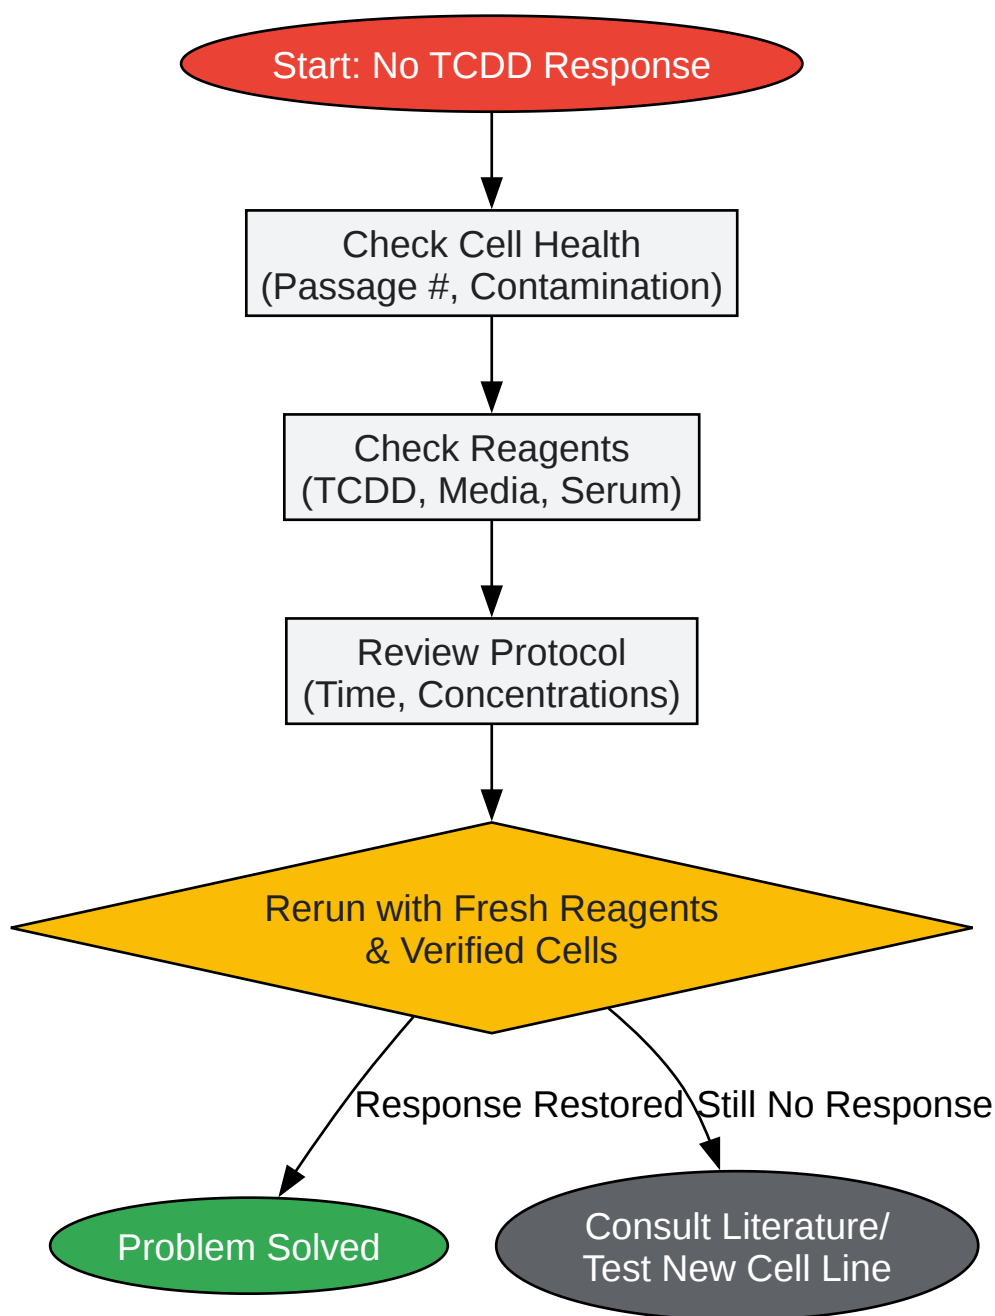 Start: No TCDD Response
Check Cell Health
(Passage #, Contamination)
Check Reagents
(TCDD, Media, Serum)
Review Protocol
(Time, Concentrations)
Rerun with Fresh Reagents
& Verified Cells
Response Restored
Still No Response
Problem Solved
Consult Literature/
Test New Cell Line